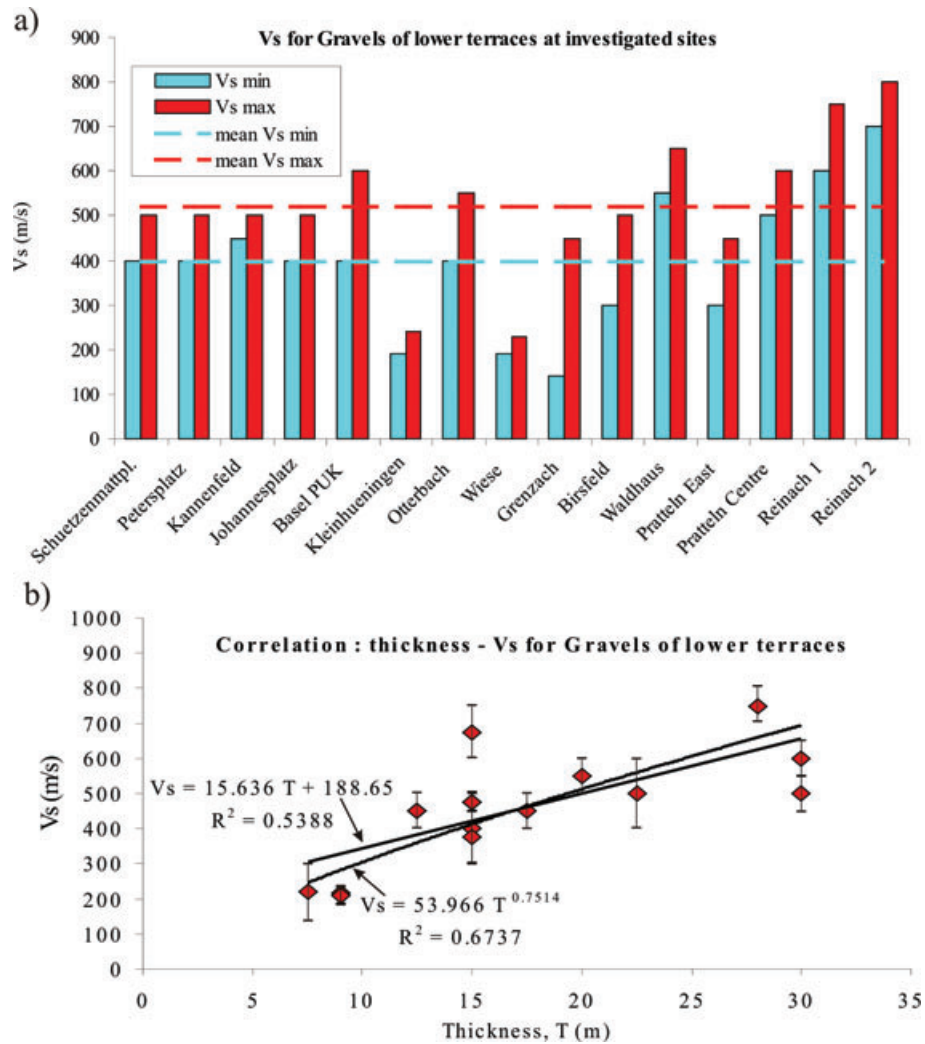 a)
Vs for Gravels of lower terraces at investigated sites
Vs min
Vs max
mean Vs min
mean Vs max
Vs (m/s)
900
800
700
600
500
400
300
200
100
0
Schuetzenmattpl.
Petersplatz
Kannenfeld
Johannesplatz
Basel PUK
Kleinhueningen
Otterbach
Wiese
Grenzach
Birsfeld
Waldhaus
Pratteln East
Pratteln Centre
Reinach 1
Reinach 2
b)
Correlation : thickness - Vs for Gravels of lower terraces
Vs (m/s)
1000
900
800
700
600
500
400
300
200
100
0
Vs = 15.636 T + 188.65
R² = 0.5388
Vs = 53.966 T⁰·⁷⁵¹⁴
R² = 0.6737
0 5 10 15 20 25 30 35
Thickness, T (m)